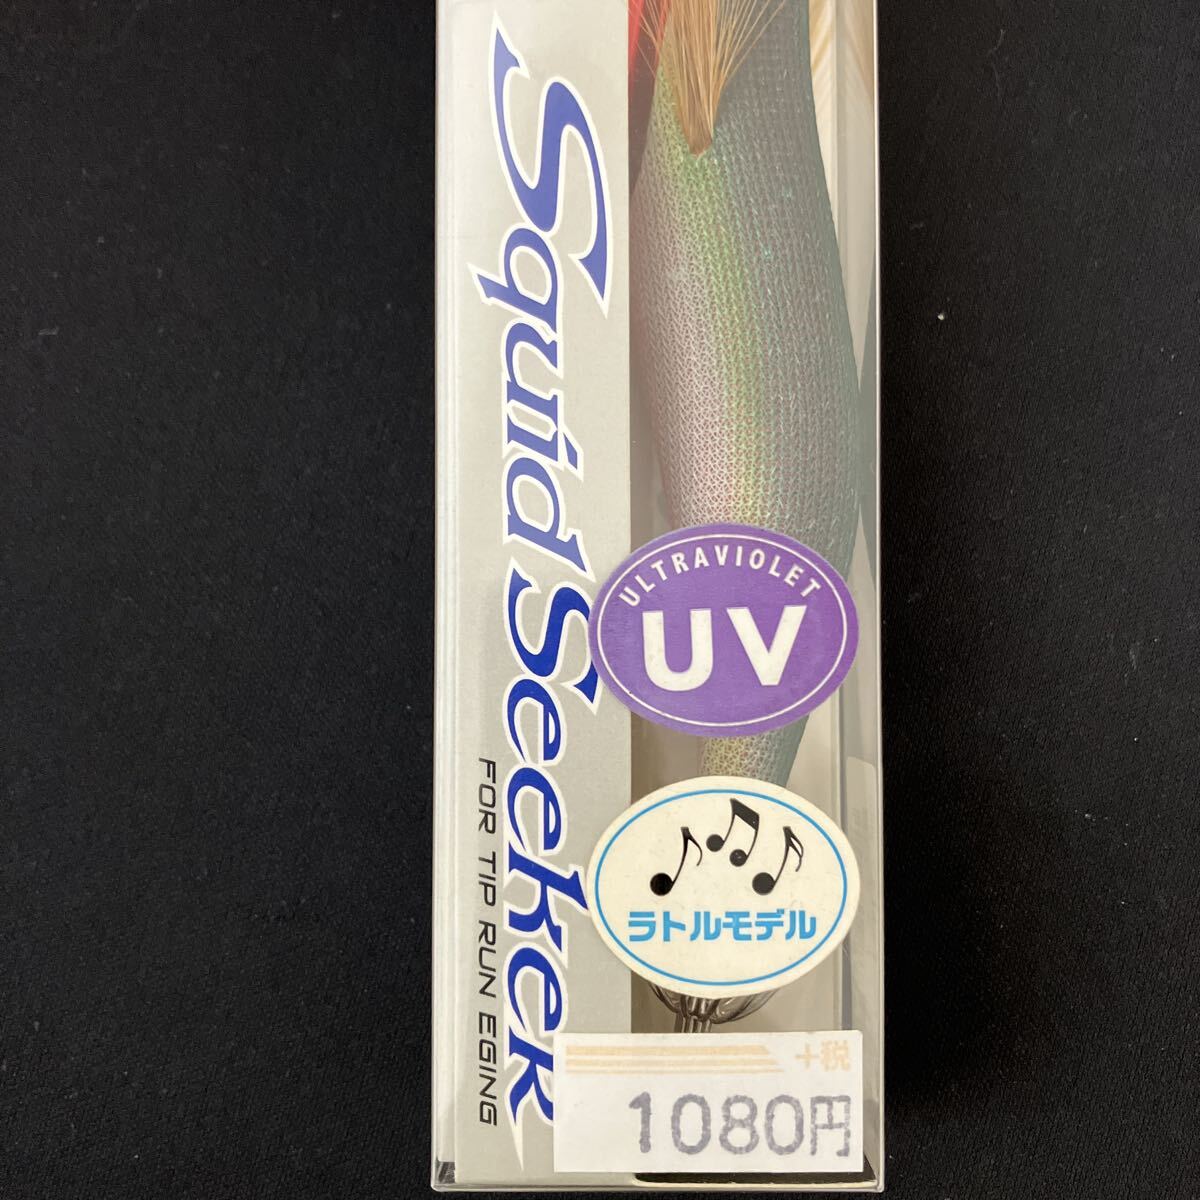 Squid Seeker
FOR TIP RUN EGING
ULTRAVIOLET
UV
ラトルモデル
+税
1080円